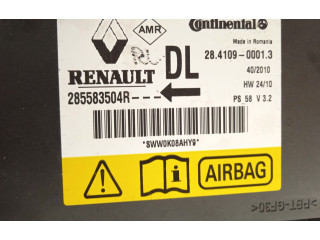 AMR
Continental
Made in Romania
DL
28.4109-0001.3
RENAULT
40/2010
HW 24/10
285583504R---
PS 58 V 3.2
*SWW0K08AHY9*
AIRBAG
>PBT-GF30<